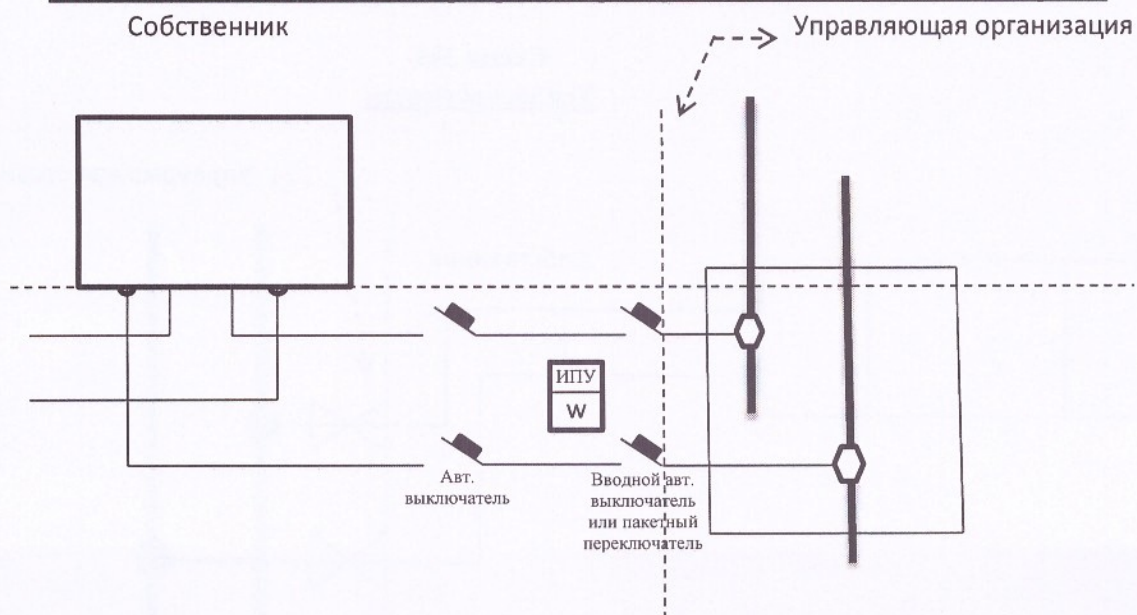 Собственник
Управляющая организация
ИПУ
W
Авт.
выключатель
Вводной авт.
выключатель
или пакетный
переключатель